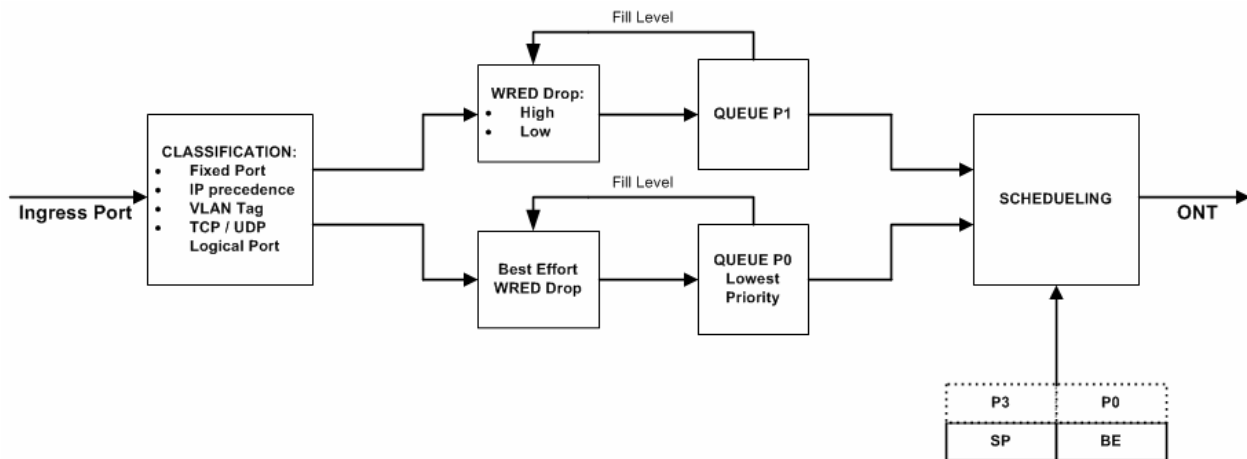 Fill Level
WRED Drop:
• High
• Low
QUEUE P1
CLASSIFICATION:
• Fixed Port
• IP precedence
• VLAN Tag
• TCP / UDP
Logical Port
Ingress Port
Fill Level
Best Effort
WRED Drop
QUEUE P0
Lowest
Priority
SCHEDUELING
ONT
P3 P0
SP BE